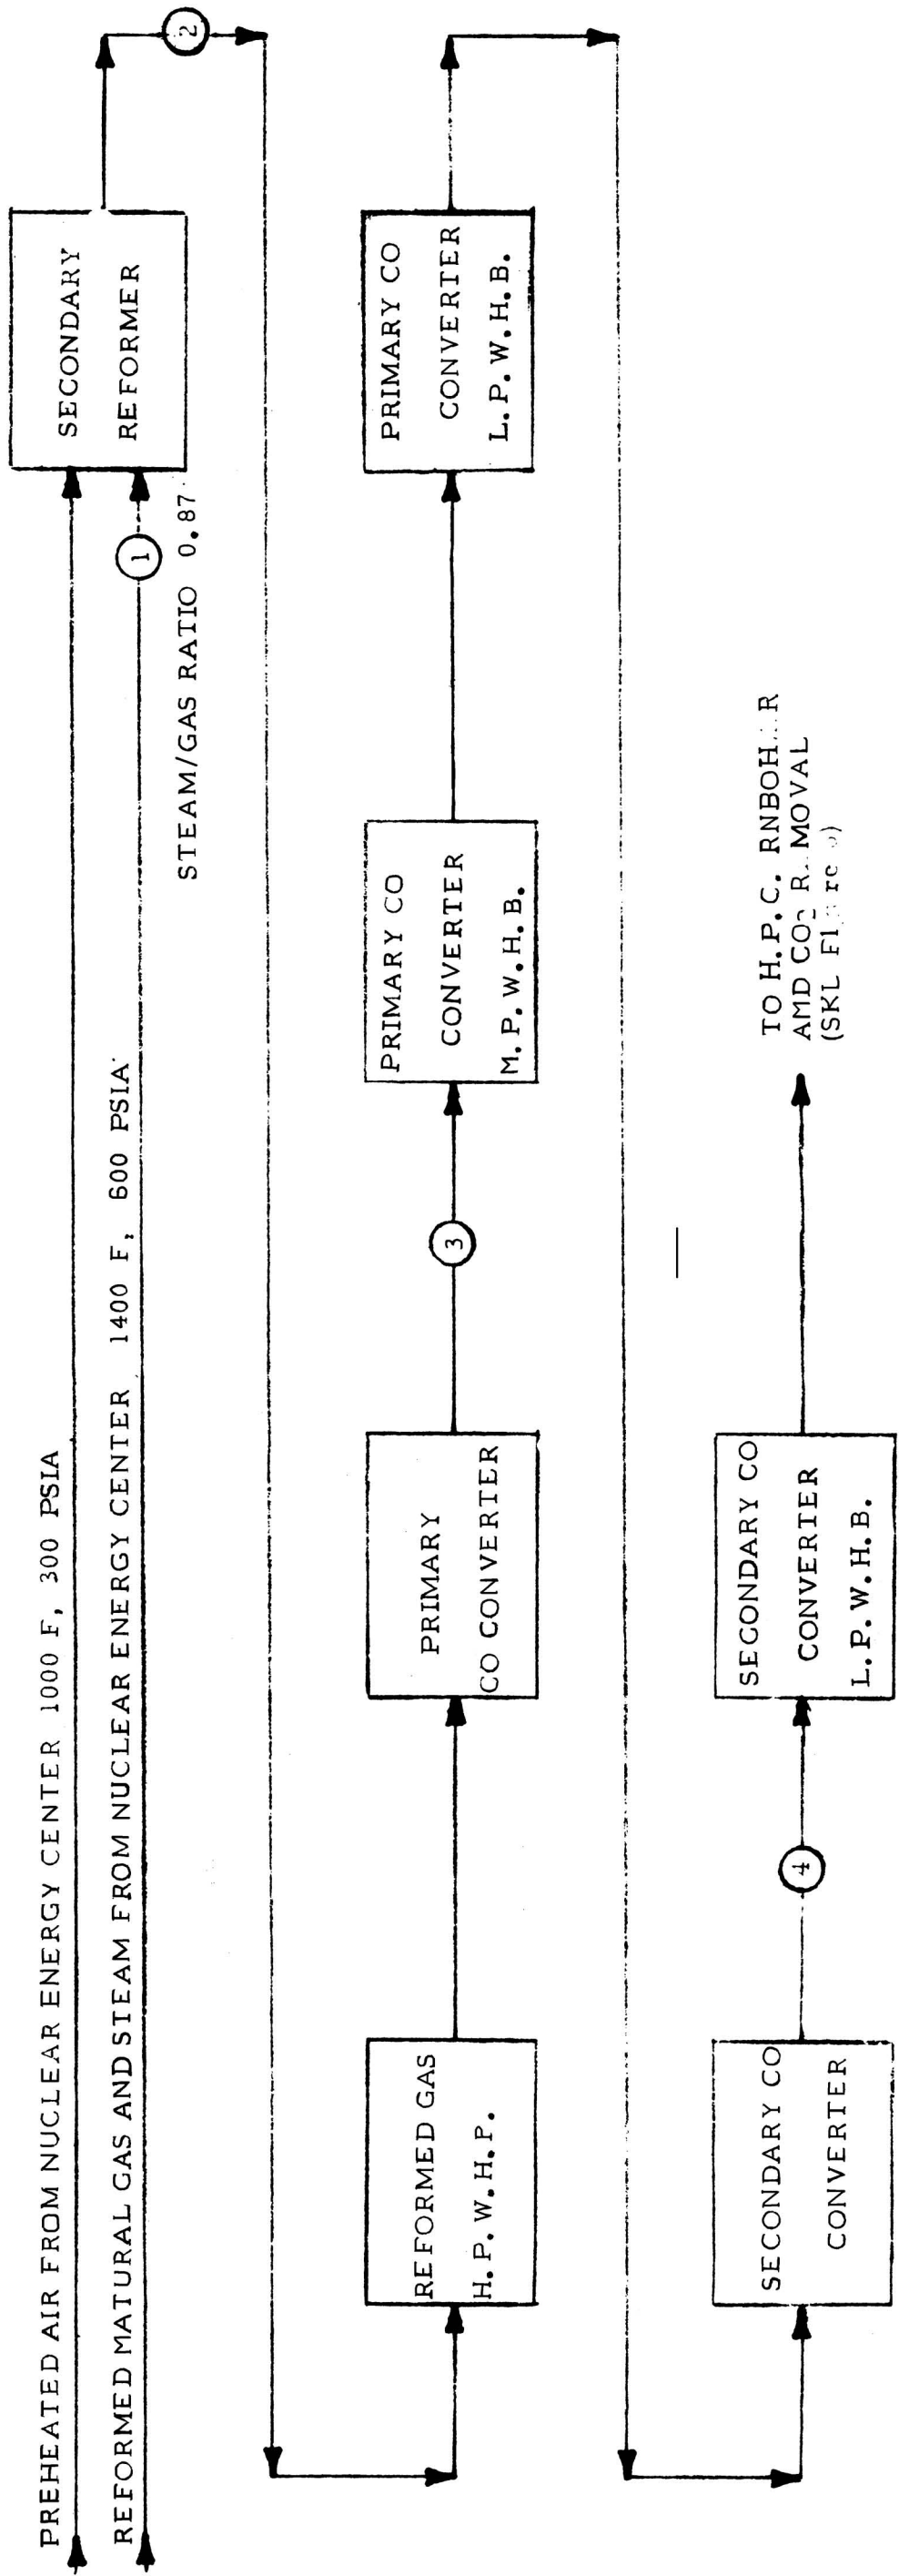 PREHEATED AIR FROM NUCLEAR ENERGY CENTER 1000 F, 300 PSIA
REFORMED MATURAL GAS AND STEAM FROM NUCLEAR ENERGY CENTER 1400 F, 600 PSIA
1
STEAM/GAS RATIO 0.87
SECONDARY
REFORMER
2
REFORMED GAS
H.P.W.H.P.
PRIMARY
CO CONVERTER
3
PRIMARY CO
CONVERTER
M.P.W.H.B.
PRIMARY CO
CONVERTER
L.P.W.H.B.
SECONDARY CO
CONVERTER
4
SECONDARY CO
CONVERTER
L.P.W.H.B.
TO H.P.C.
AMD CO2
(SKL